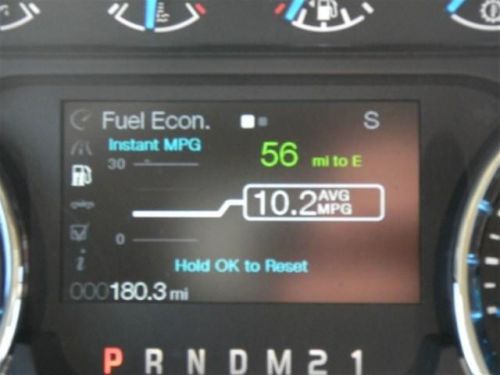 Fuel Econ. S
Instant MPG
30
56 mi to E
10.2 AVG MPG
0
Hold OK to Reset
000180.3 mi
P R N D M 2 1